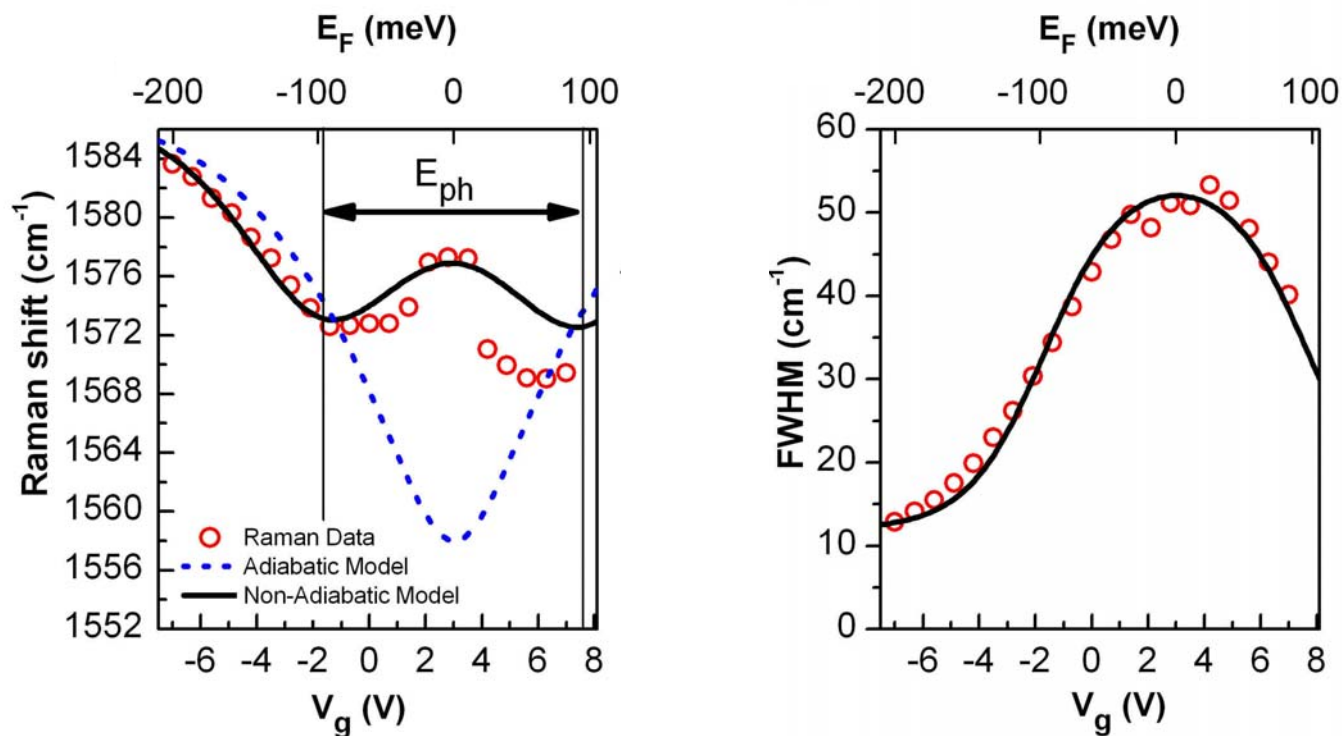 E_F (meV)
-200 -100 0 100
1584
1580
1576
1572
1568
1564
1560
1556
1552
Raman shift (cm⁻¹)
E_ph
Raman Data
Adiabatic Model
Non-Adiabatic Model
-6 -4 -2 0 2 4 6 8
V_g (V)
E_F (meV)
-200 -100 0 100
60
50
40
30
20
10
0
FWHM (cm⁻¹)
-6 -4 -2 0 2 4 6 8
V_g (V)